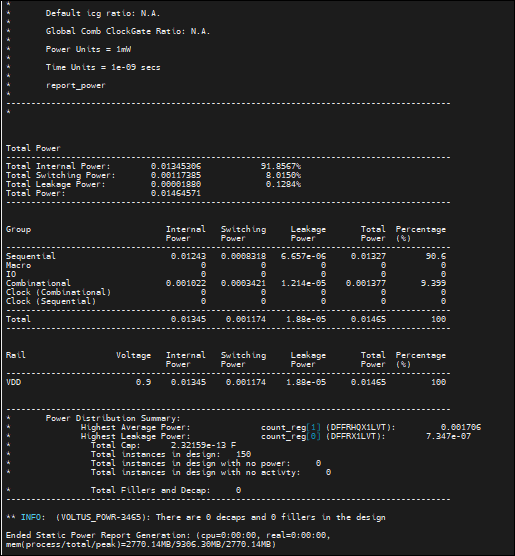 *
*	Default icg ratio: N.A.
*
*	Global Comb ClockGate Ratio: N.A.
*
*	Power Units = 1mW
*
*	Time Units = 1e-09 secs
*
*	report_power
*
-----------------------------------------------------------------------------------------
*
Total Power
-----------------------------------------------------------------------------------------
Total Internal Power:        0.01345306          91.8567%
Total Switching Power:       0.00117385           8.0150%
Total Leakage Power:         0.00001880           0.1284%
Total Power:                 0.01464571
-----------------------------------------------------------------------------------------
Group                           Internal   Switching     Leakage       Total  Percentage
                                Power      Power         Power         Power  (%)
-----------------------------------------------------------------------------------------
Sequential                       0.01243   0.0008318   6.657e-06     0.01327        90.6
Macro                                  0           0           0           0           0
IO                                     0           0           0           0           0
Combinational                   0.001022   0.0003421   1.214e-05    0.001377       9.399
Clock (Combinational)                  0           0           0           0           0
Clock (Sequential)                     0           0           0           0           0
-----------------------------------------------------------------------------------------
Total                            0.01345    0.001174    1.88e-05     0.01465         100
-----------------------------------------------------------------------------------------
Rail                  Voltage   Internal   Switching     Leakage       Total  Percentage
                                Power      Power         Power         Power  (%)
-----------------------------------------------------------------------------------------
VDD                       0.9    0.01345    0.001174    1.88e-05     0.01465         100
-----------------------------------------------------------------------------------------
*	Power Distribution Summary:
*		Highest Average Power:		count_reg[1] (DFFRHQX1LVT):	0.001706
*		Highest Leakage Power:		count_reg[0] (DFFRX1LVT):	7.347e-07
*		Total Cap:	2.32159e-13 F
*		Total instances in design:	150
*		Total instances in design with no power:	0
*		Total instances in design with no activty:	0
*		Total Fillers and Decap:	0
-----------------------------------------------------------------------------------------
** INFO:  (VOLTUS_POWR-3465): There are 0 decaps and 0 fillers in the design
Ended Static Power Report Generation: (cpu=0:00:00, real=0:00:00,
mem(process/total/peak)=2770.14MB/9306.30MB/2770.14MB)